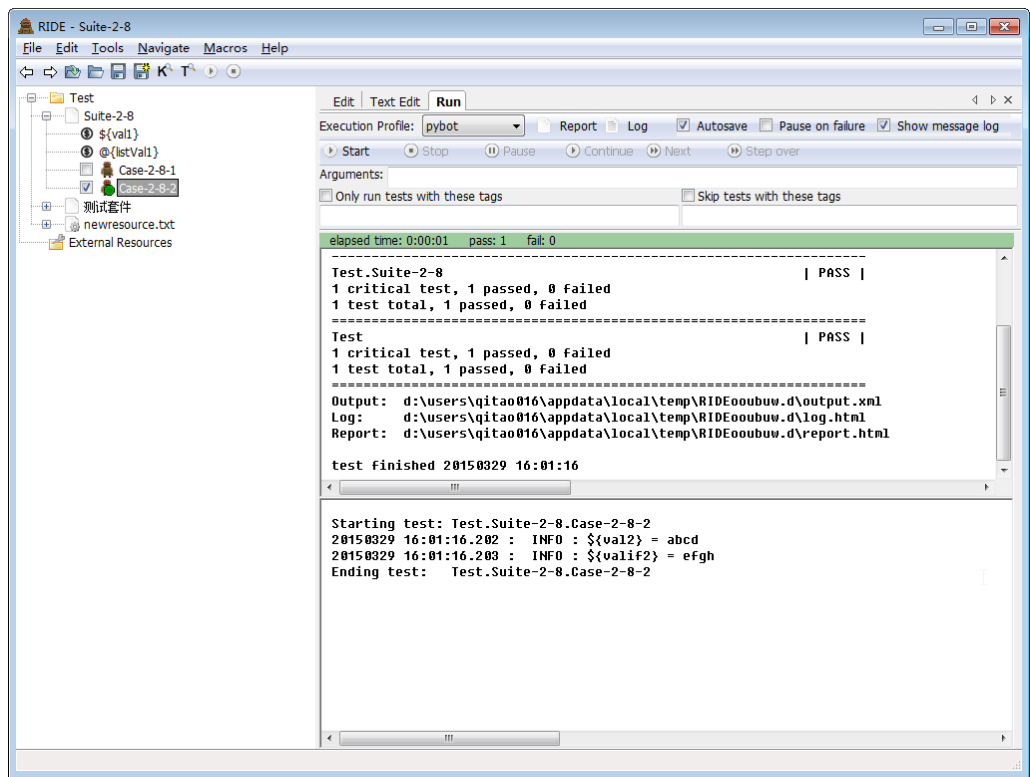 RIDE - Suite-2-8
File Edit Tools Navigate Macros Help
Test
Suite-2-8
${val1}
@{listVal1}
Case-2-8-1
Case-2-8-2
测试套件
newresource.txt
External Resources
Edit Text Edit Run
Execution Profile: pybot Report Log Autosave Pause on failure Show message log
Start Stop Pause Continue Next Step over
Arguments:
Only run tests with these tags Skip tests with these tags
elapsed time: 0:00:01 pass: 1 fail: 0
------------------------------------------------------------------
Test.Suite-2-8 | PASS |
1 critical test, 1 passed, 0 failed
1 test total, 1 passed, 0 failed
==================================================================
Test | PASS |
1 critical test, 1 passed, 0 failed
1 test total, 1 passed, 0 failed
==================================================================
Output: d:\users\qitao016\appdata\local\temp\RIDEooubuw.d\output.xml
Log: d:\users\qitao016\appdata\local\temp\RIDEooubuw.d\log.html
Report: d:\users\qitao016\appdata\local\temp\RIDEooubuw.d\report.html
test finished 20150329 16:01:16
Starting test: Test.Suite-2-8.Case-2-8-2
20150329 16:01:16.202 : INFO : ${val2} = abcd
20150329 16:01:16.203 : INFO : ${valif2} = efgh
Ending test: Test.Suite-2-8.Case-2-8-2